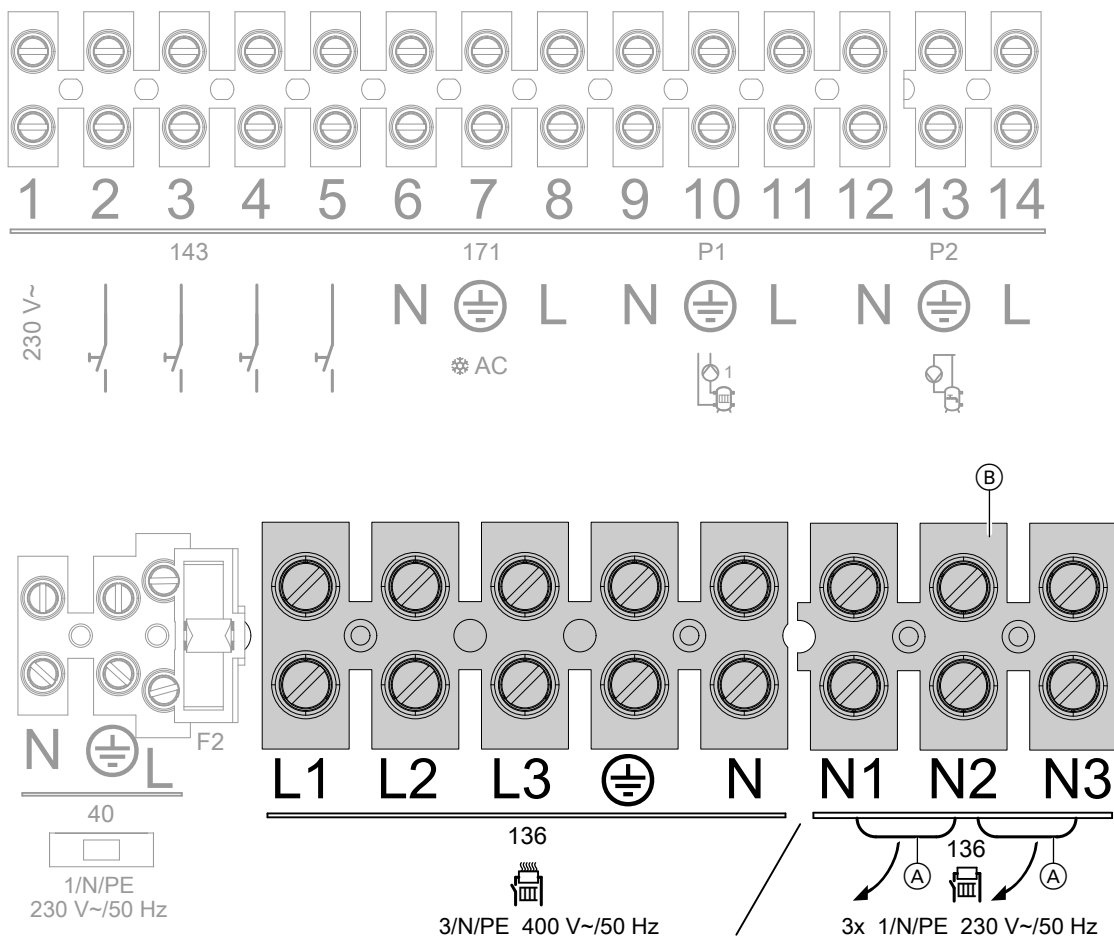 1 2 3 4 5 6 7 8 9 10 11 12 13 14
143 171 P1 P2
230 V~ N L N L N L
AC 1
B
N L F2
L1 L2 L3 N N1 N2 N3
40
136 136
A A
1/N/PE
230 V~/50 Hz
3/N/PE 400 V~/50 Hz
3x 1/N/PE 230 V~/50 Hz